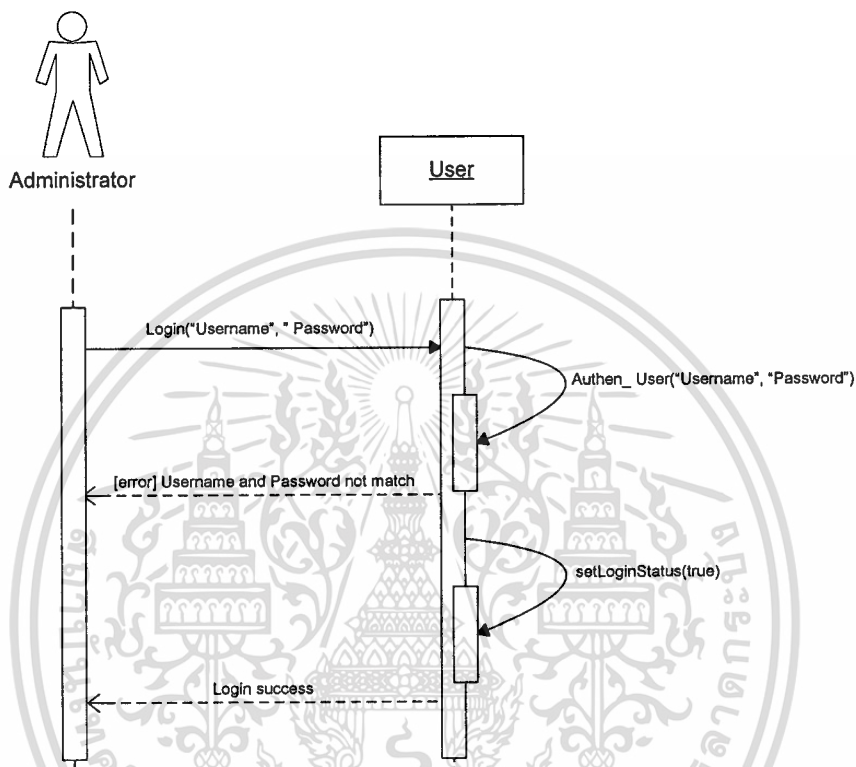 Administrator
User
Login("Username", " Password")
Authen_ User("Username", "Password")
[error] Username and Password not match
setLoginStatus(true)
Login success